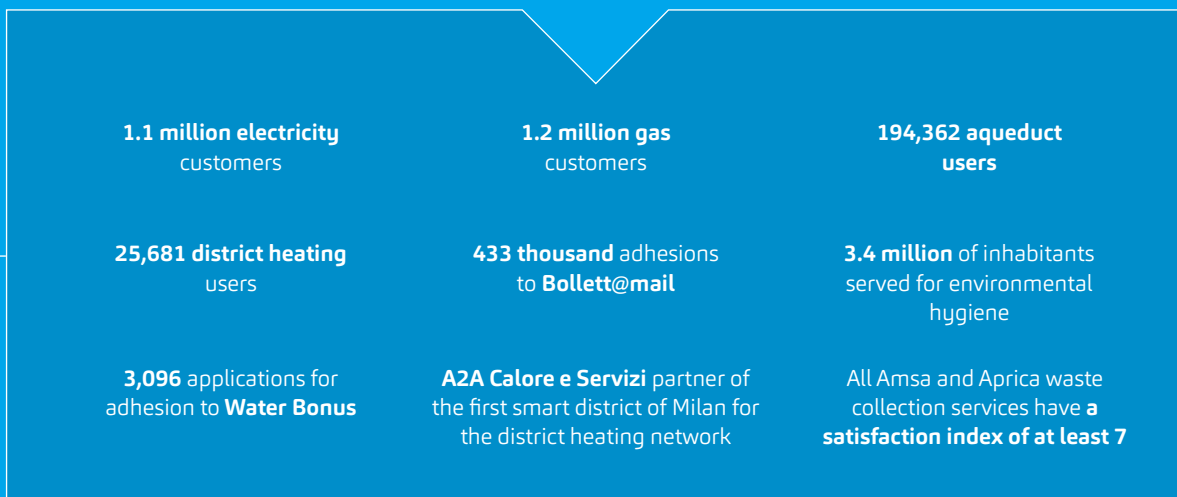 1.1 million electricity
customers
1.2 million gas
customers
194,362 aqueduct
users
25,681 district heating
users
433 thousand adhesions
to Bollett@mail
3.4 million of inhabitants
served for environmental
hygiene
3,096 applications for
adhesion to Water Bonus
A2A Calore e Servizi partner of
the first smart district of Milan for
the district heating network
All Amsa and Aprica waste
collection services have a
satisfaction index of at least 7